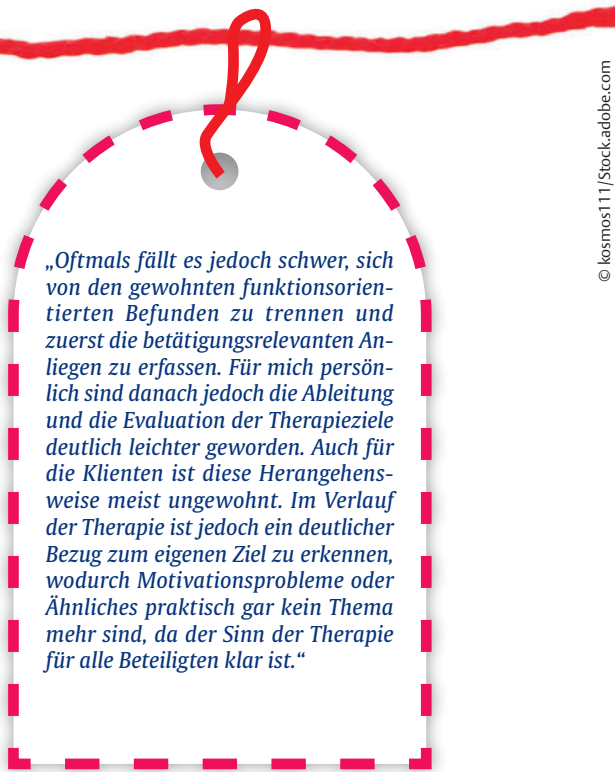 „Oftmals fällt es jedoch schwer, sich
von den gewohnten funktionsorien-
tierten Befunden zu trennen und
zuerst die betätigungsrelevanten An-
liegen zu erfassen. Für mich persön-
lich sind danach jedoch die Ableitung
und die Evaluation der Therapieziele
deutlich leichter geworden. Auch für
die Klienten ist diese Herangehens-
weise meist ungewohnt. Im Verlauf
der Therapie ist jedoch ein deutlicher
Bezug zum eigenen Ziel zu erkennen,
wodurch Motivationsprobleme oder
Ähnliches praktisch gar kein Thema
mehr sind, da der Sinn der Therapie
für alle Beteiligten klar ist.“
© kosmos111/Stock.adobe.com